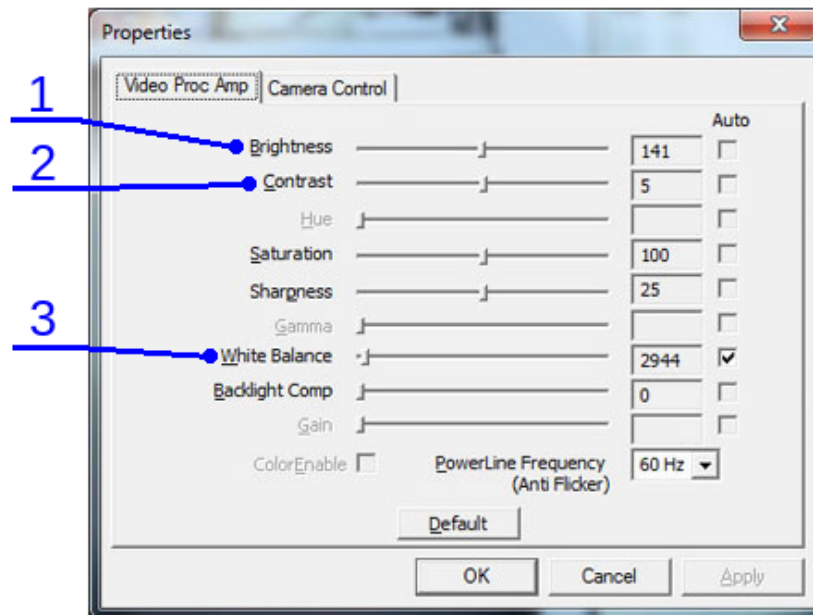 Properties
Video Proc Amp Camera Control
Auto
1
Brightness 141
2
Contrast 5
Hue
Saturation 100
Sharpness 25
3
Gamma
White Balance 2944
Backlight Comp 0
Gain
ColorEnable PowerLine Frequency 60 Hz
(Anti Flicker)
Default
OK Cancel Apply